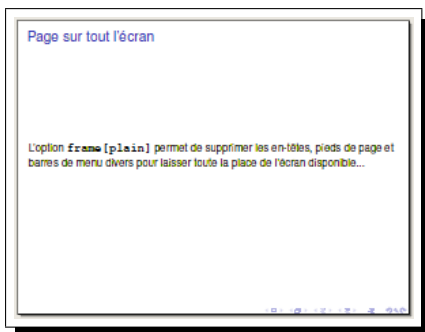 Page sur tout l'écran
L'option frame[plain] permet de supprimer les en-têtes, pieds de page et
barres de menu divers pour laisser toute la place de l'écran disponible...